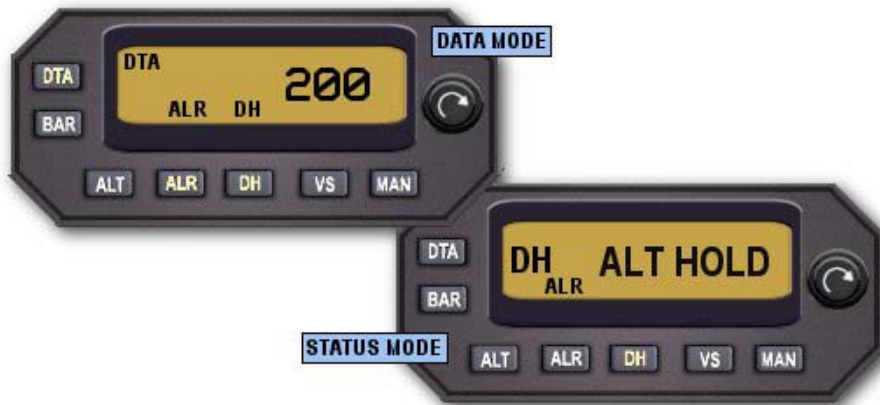 DATA MODE
DTA
DTA
200
ALR DH
BAR
ALT ALR DH VS MAN
DTA
DH ALT HOLD
ALR
BAR
STATUS MODE
ALT ALR DH VS MAN